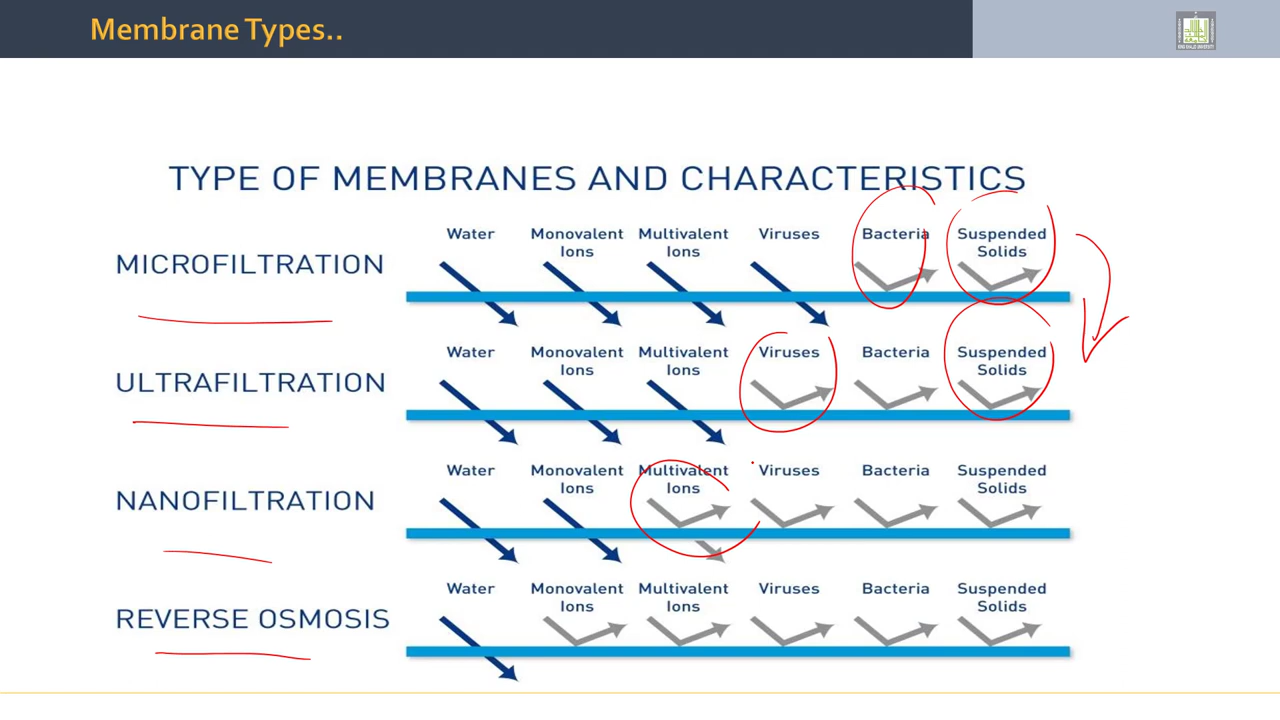 Membrane Types..
TYPE OF MEMBRANES AND CHARACTERISTICS
MICROFILTRATION
Water
Monovalent
Ions
Multivalent
Ions
Viruses
Bacteria
Suspended
Solids
ULTRAFILTRATION
Water
Monovalent
Ions
Multivalent
Ions
Viruses
Bacteria
Suspended
Solids
NANOFILTRATION
Water
Monovalent
Ions
Multivalent
Ions
Viruses
Bacteria
Suspended
Solids
REVERSE OSMOSIS
Water
Monovalent
Ions
Multivalent
Ions
Viruses
Bacteria
Suspended
Solids